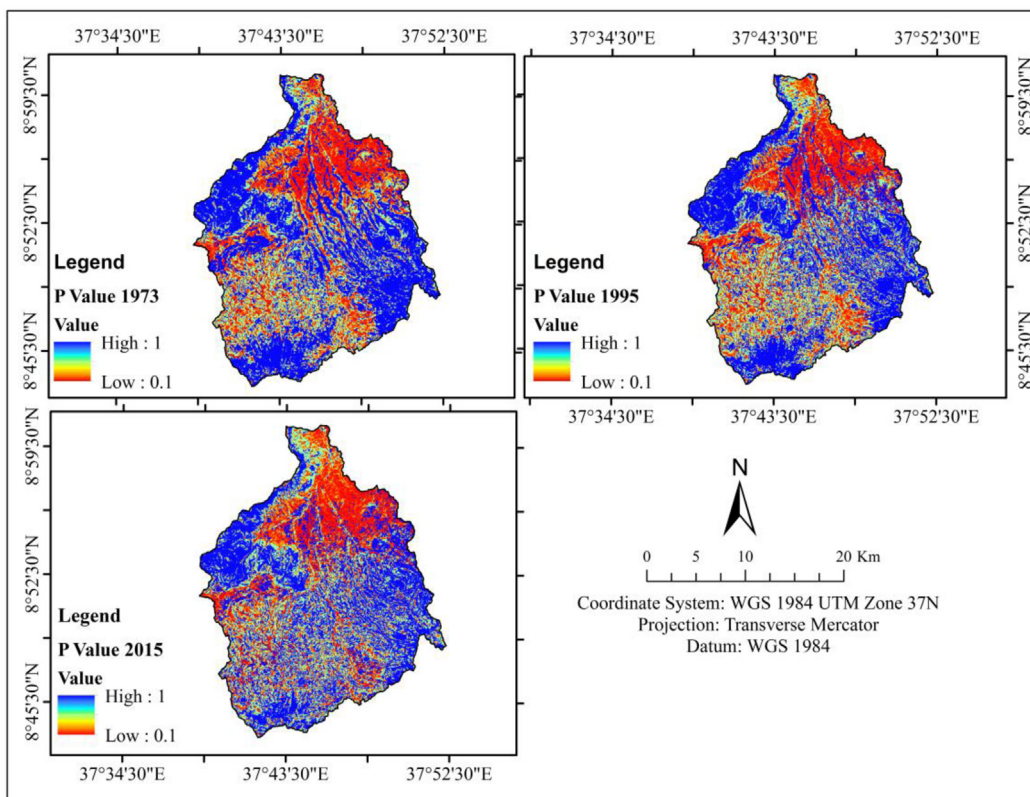 37°34'30"E 37°43'30"E 37°52'30"E
37°43'30"E 37°52'30"E
8°59'30"N
8°52'30"N
8°45'30"N
Legend
P Value 1973
Value
High : 1
Low : 0.1
Legend
P Value 1995
Value
High : 1
Low : 0.1
8°59'30"N
8°52'30"N
8°45'30"N
37°34'30"E 37°43'30"E 37°52'30"E
8°59'30"N
8°52'30"N
8°45'30"N
Legend
P Value 2015
Value
High : 1
Low : 0.1
37°34'30"E 37°43'30"E 37°52'30"E
N
0 5 10 20 Km
Coordinate System: WGS 1984 UTM Zone 37N
Projection: Transverse Mercator
Datum: WGS 1984